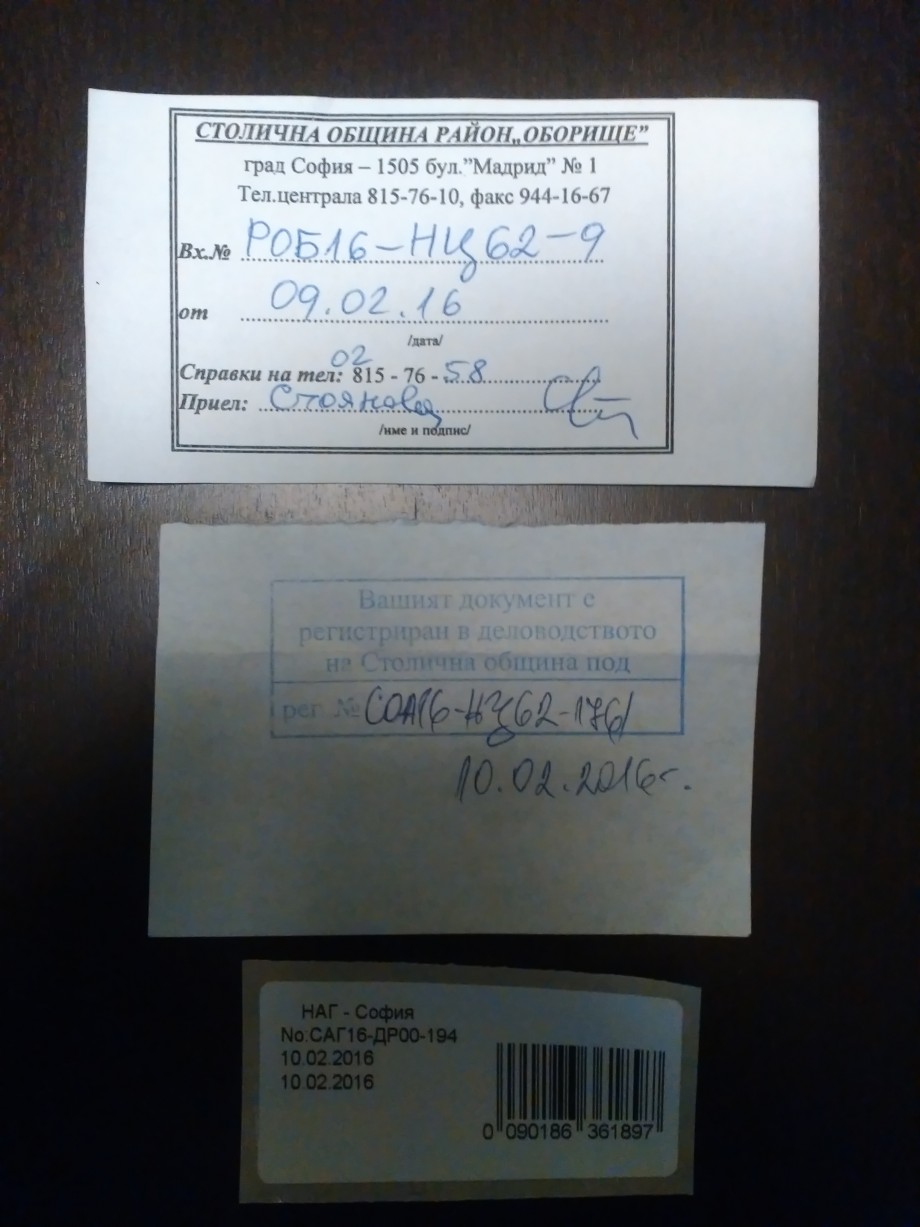 СТОЛИЧНА ОБЩИНА РАЙОН„ОБОРИЩЕ”
град София – 1505 бул.”Мадрид” № 1
Тел.централа 815-76-10, факс 944-16-67
Вх.№ РОБ16-НЦ62-9
от 09.02.16
/дата/
02
Справки на тел: 815 - 76 - 58
Приел: Стоянова
/име и подпис/
Вашият документ е
регистриран в деловодството
на Столична община под
рег. № СОА16-НЦ62-176/
10.02.2016г.
НАГ - София
No:САГ16-ДР00-194
10.02.2016
10.02.2016
0 090186 361897